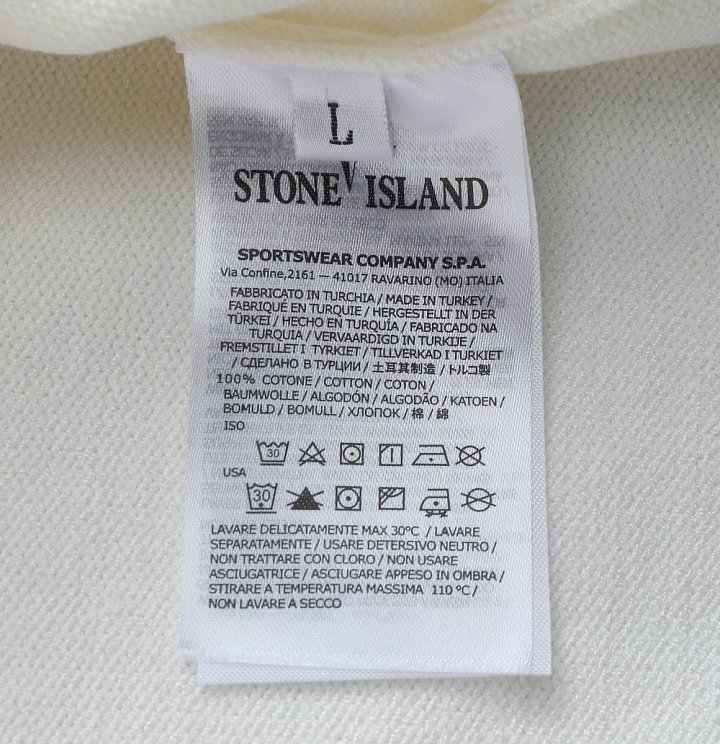 L
V
STONE ISLAND
SPORTSWEAR COMPANY S.P.A.
Via Confine,2161 — 41017 RAVARINO (MO) ITALIA
FABBRICATO IN TURCHIA / MADE IN TURKEY /
FABRIQUÉ EN TURQUIE / HERGESTELLT IN DER
TÜRKEI / HECHO EN TURQUÍA / FABRICADO NA
TURQUIA / VERVAARDIGD IN TURKIJE /
FREMSTILLET I TYRKIET / TILLVERKAD I TURKIET
/ СДЕЛАНО В ТУРЦИИ / 土耳其制造 / トルコ製
100% COTONE / COTTON / COTON /
BAUMWOLLE / ALGODÓN / ALGODÃO / KATOEN /
BOMULD / BOMULL / ХЛОПОК / 棉 / 綿
ISO
30
USA
30
LAVARE DELICATAMENTE MAX 30°C / LAVARE
SEPARATAMENTE / USARE DETERSIVO NEUTRO /
NON TRATTARE CON CLORO / NON USARE
ASCIUGATRICE / ASCIUGARE APPESO IN OMBRA /
STIRARE A TEMPERATURA MASSIMA 110 °C /
NON LAVARE A SECCO